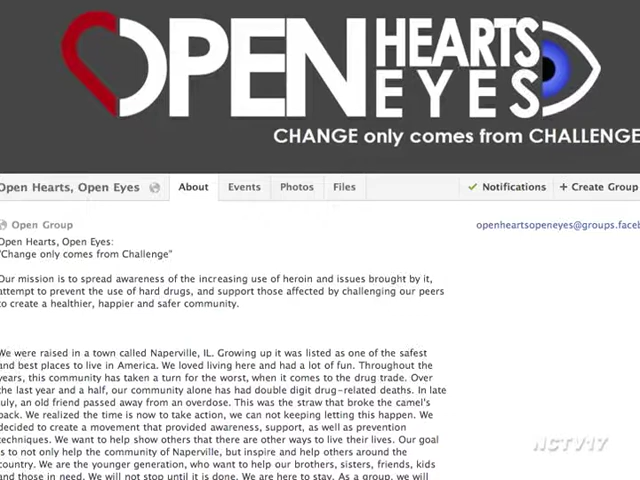 OPEN HEARTS
EYES
CHANGE only comes from CHALLENGE
Open Hearts, Open Eyes About Events Photos Files Notifications + Create Group
Open Group openheartsopeneyes@groups.faceb
Open Hearts, Open Eyes:
"Change only comes from Challenge"
Our mission is to spread awareness of the increasing use of heroin and issues brought by it,
attempt to prevent the use of hard drugs, and support those affected by challenging our peers
to create a healthier, happier and safer community.
We were raised in a town called Naperville, IL. Growing up it was listed as one of the safest
and best places to live in America. We loved living here and had a lot of fun. Throughout the
years, this community has taken a turn for the worst, when it comes to the drug trade. Over
the last year and a half, our community alone has had double digit drug-related deaths. In late
July, an old friend passed away from an overdose. This was the straw that broke the camel's
back. We realized the time is now to take action, we can not keeping letting this happen. We
decided to create a movement that provided awareness, support, as well as prevention
techniques. We want to help show others that there are other ways to live their lives. Our goal
is to not only help the community of Naperville, but inspire and help others around the
country. We are the younger generation, who want to help our brothers, sisters, friends, kids
and those in need. We will not stop until it is done. We are here to stay. As a group, we will
NCTV17